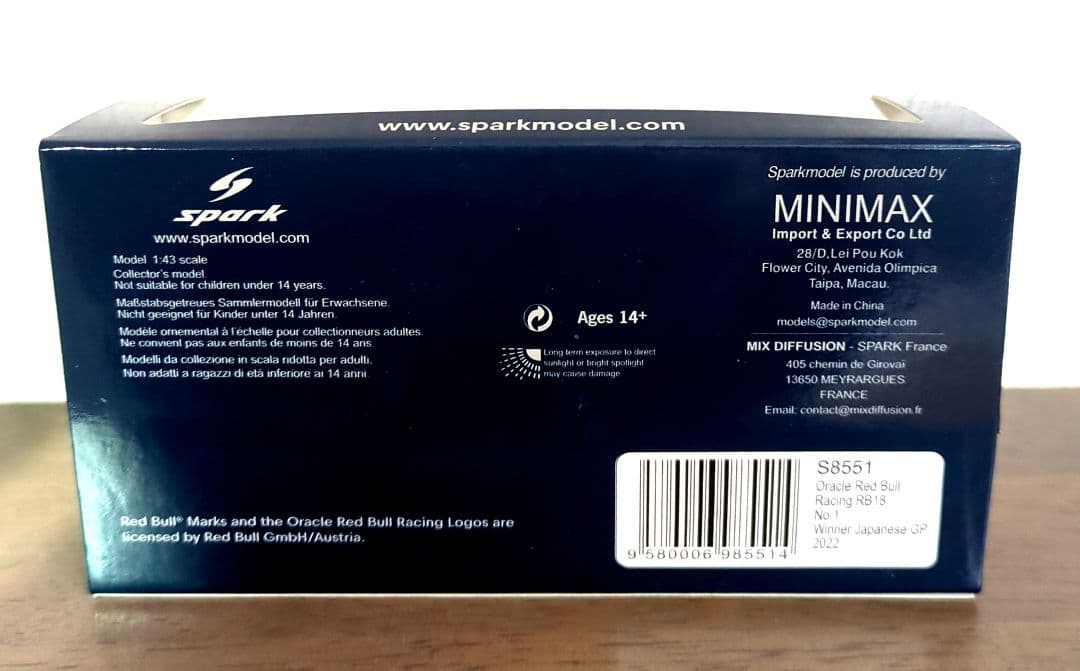 www.sparkmodel.com
spark
www.sparkmodel.com
Model 1:43 scale
Collector's model.
Not suitable for children under 14 years.
Maßstabsgetreues Sammlermodell für Erwachsene.
Nicht geeignet für Kinder unter 14 Jahren.
Modèle ornemental à l'échelle pour collectionneurs adultes.
Ne convient pas aux enfants de moins de 14 ans.
Modelli da collezione in scala ridotta per adulti.
Non adatti a ragazzi di età inferiore ai 14 anni.
Ages 14+
Long term exposure to direct
sunlight or bright spotlight
may cause damage
Sparkmodel is produced by
MINIMAX
Import & Export Co Ltd
28/D,Lei Pou Kok
Flower City, Avenida Olimpica
Taipa, Macau.
Made in China
models@sparkmodel.com
MIX DIFFUSION - SPARK France
405 chemin de Girovai
13650 MEYRARGUES
FRANCE
Email: contact@mixdiffusion.fr
Red Bull® Marks and the Oracle Red Bull Racing Logos are
licensed by Red Bull GmbH/Austria.
9 580006 985514
S8551
Oracle Red Bull
Racing RB18
No.1
Winner Japanese GP
2022